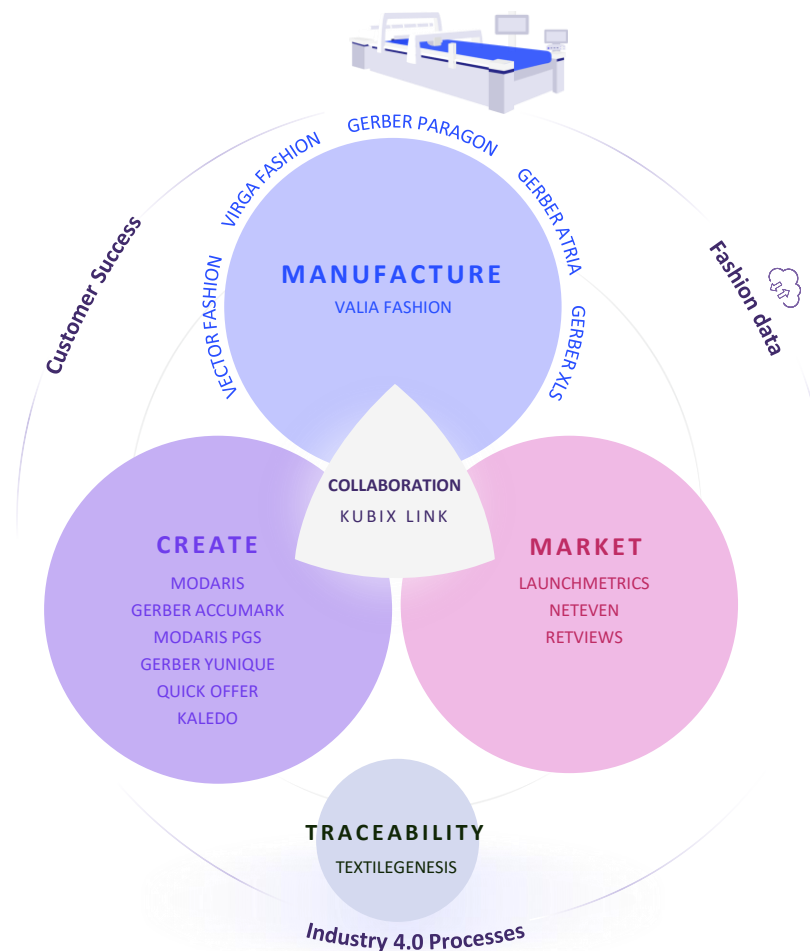 GERBER PARAGON
VIRGA FASHION
GERBER ATRIA
VECTOR FASHION
GERBER XLS
Customer Success
Fashion data
MANUFACTURE
VALIA FASHION
COLLABORATION
KUBIX LINK
CREATE
MODARIS
GERBER ACCUMARK
MODARIS PGS
GERBER YUNIQUE
QUICK OFFER
KALEDO
MARKET
LAUNCHMETRICS
NETEVEN
RETVIEWS
TRACEABILITY
TEXTILEGENESIS
Industry 4.0 Processes